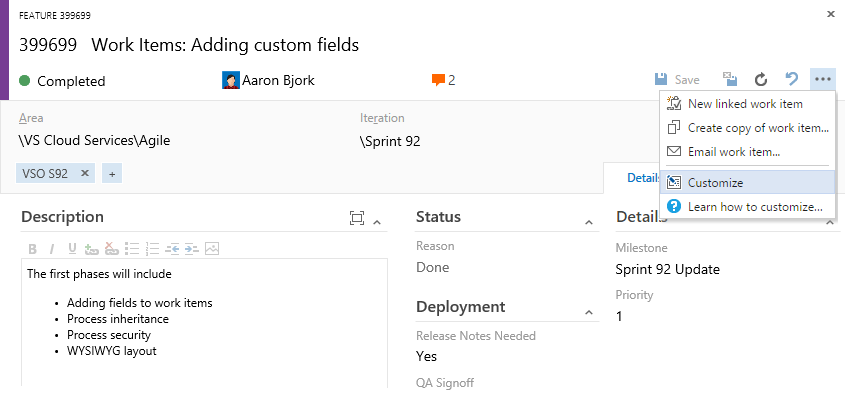 FEATURE 399699
399699 Work Items: Adding custom fields
Completed
Aaron Bjork
2
Save
New linked work item
Create copy of work item...
Email work item...
Customize
Learn how to customize...
Area
\VS Cloud Services\Agile
Iteration
\Sprint 92
VSO S92
+
Details
Description
B I U
The first phases will include
• Adding fields to work items
• Process inheritance
• Process security
• WYSIWYG layout
Status
Reason
Done
Deployment
Release Notes Needed
Yes
QA Signoff
Details
Milestone
Sprint 92 Update
Priority
1